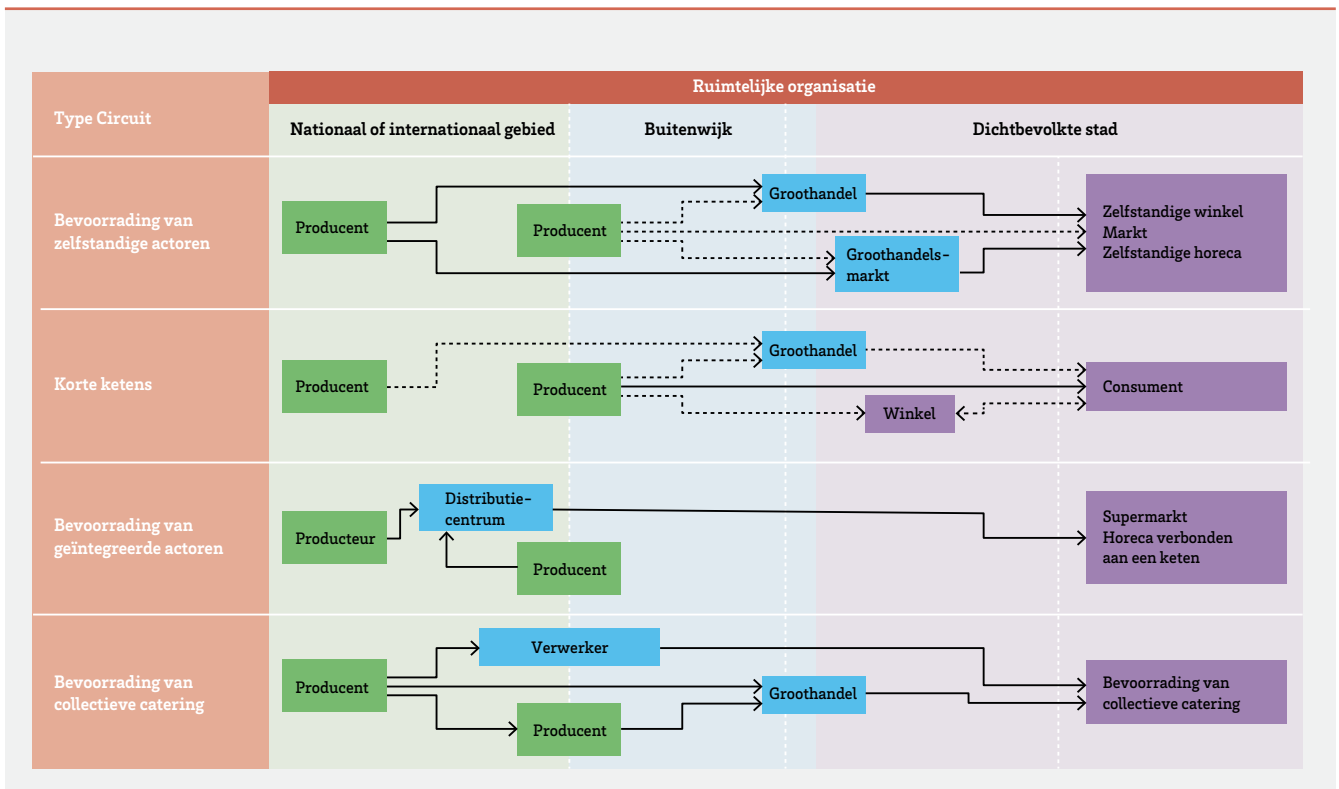 Ruimtelijke organisatie
Type Circuit
Nationaal of internationaal gebied
Buitenwijk
Dichtbevolkte stad
Bevoorrading van
zelfstandige actoren
Producent
Producent
Groothandel
Groothandels-
markt
Zelfstandige winkel
Markt
Zelfstandige horeca
Korte ketens
Producent
Producent
Groothandel
Winkel
Consument
Bevoorrading van
geïntegreerde actoren
Producteur
Distributie-
centrum
Producent
Supermarkt
Horeca verbonden
aan een keten
Bevoorrading van
collectieve catering
Producent
Verwerker
Producent
Groothandel
Bevoorrading van
collectieve catering